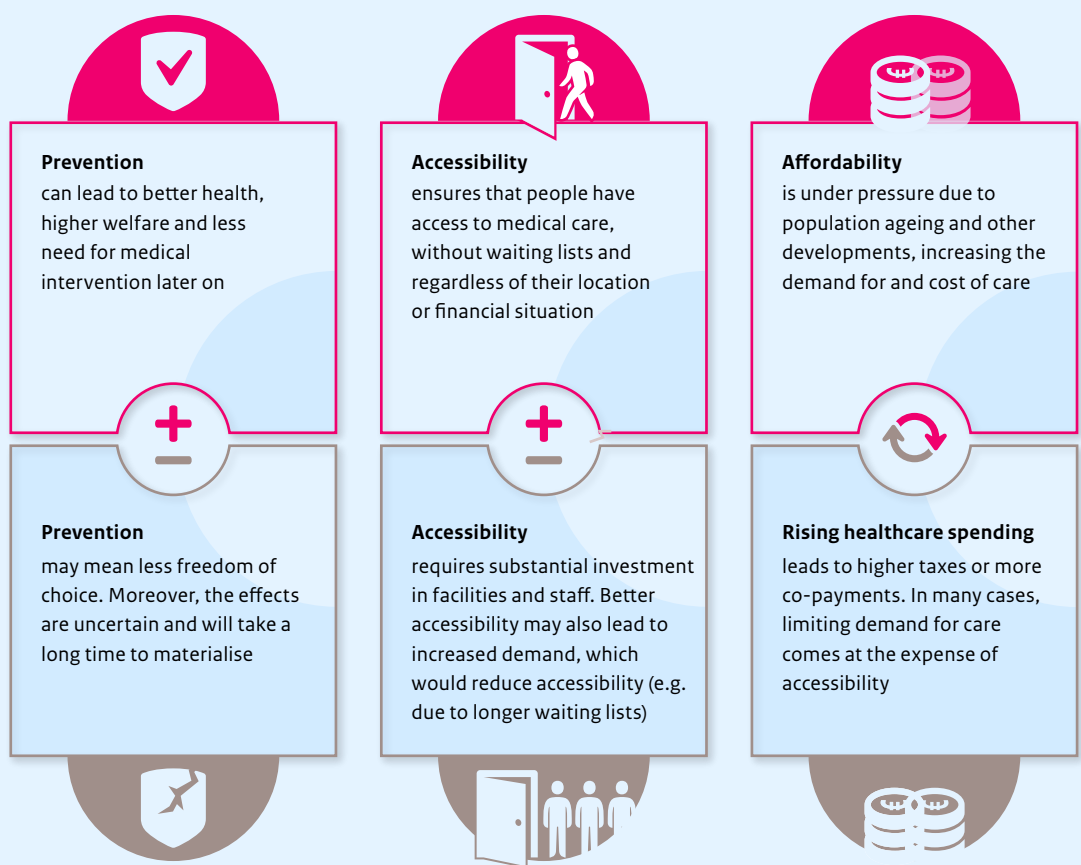 Prevention
can lead to better health,
higher welfare and less
need for medical
intervention later on
Accessibility
ensures that people have
access to medical care,
without waiting lists and
regardless of their location
or financial situation
Affordability
is under pressure due to
population ageing and other
developments, increasing the
demand for and cost of care
Prevention
may mean less freedom of
choice. Moreover, the effects
are uncertain and will take a
long time to materialise
Accessibility
requires substantial investment
in facilities and staff. Better
accessibility may also lead to
increased demand, which
would reduce accessibility (e.g.
due to longer waiting lists)
Rising healthcare spending
leads to higher taxes or more
co-payments. In many cases,
limiting demand for care
comes at the expense of
accessibility